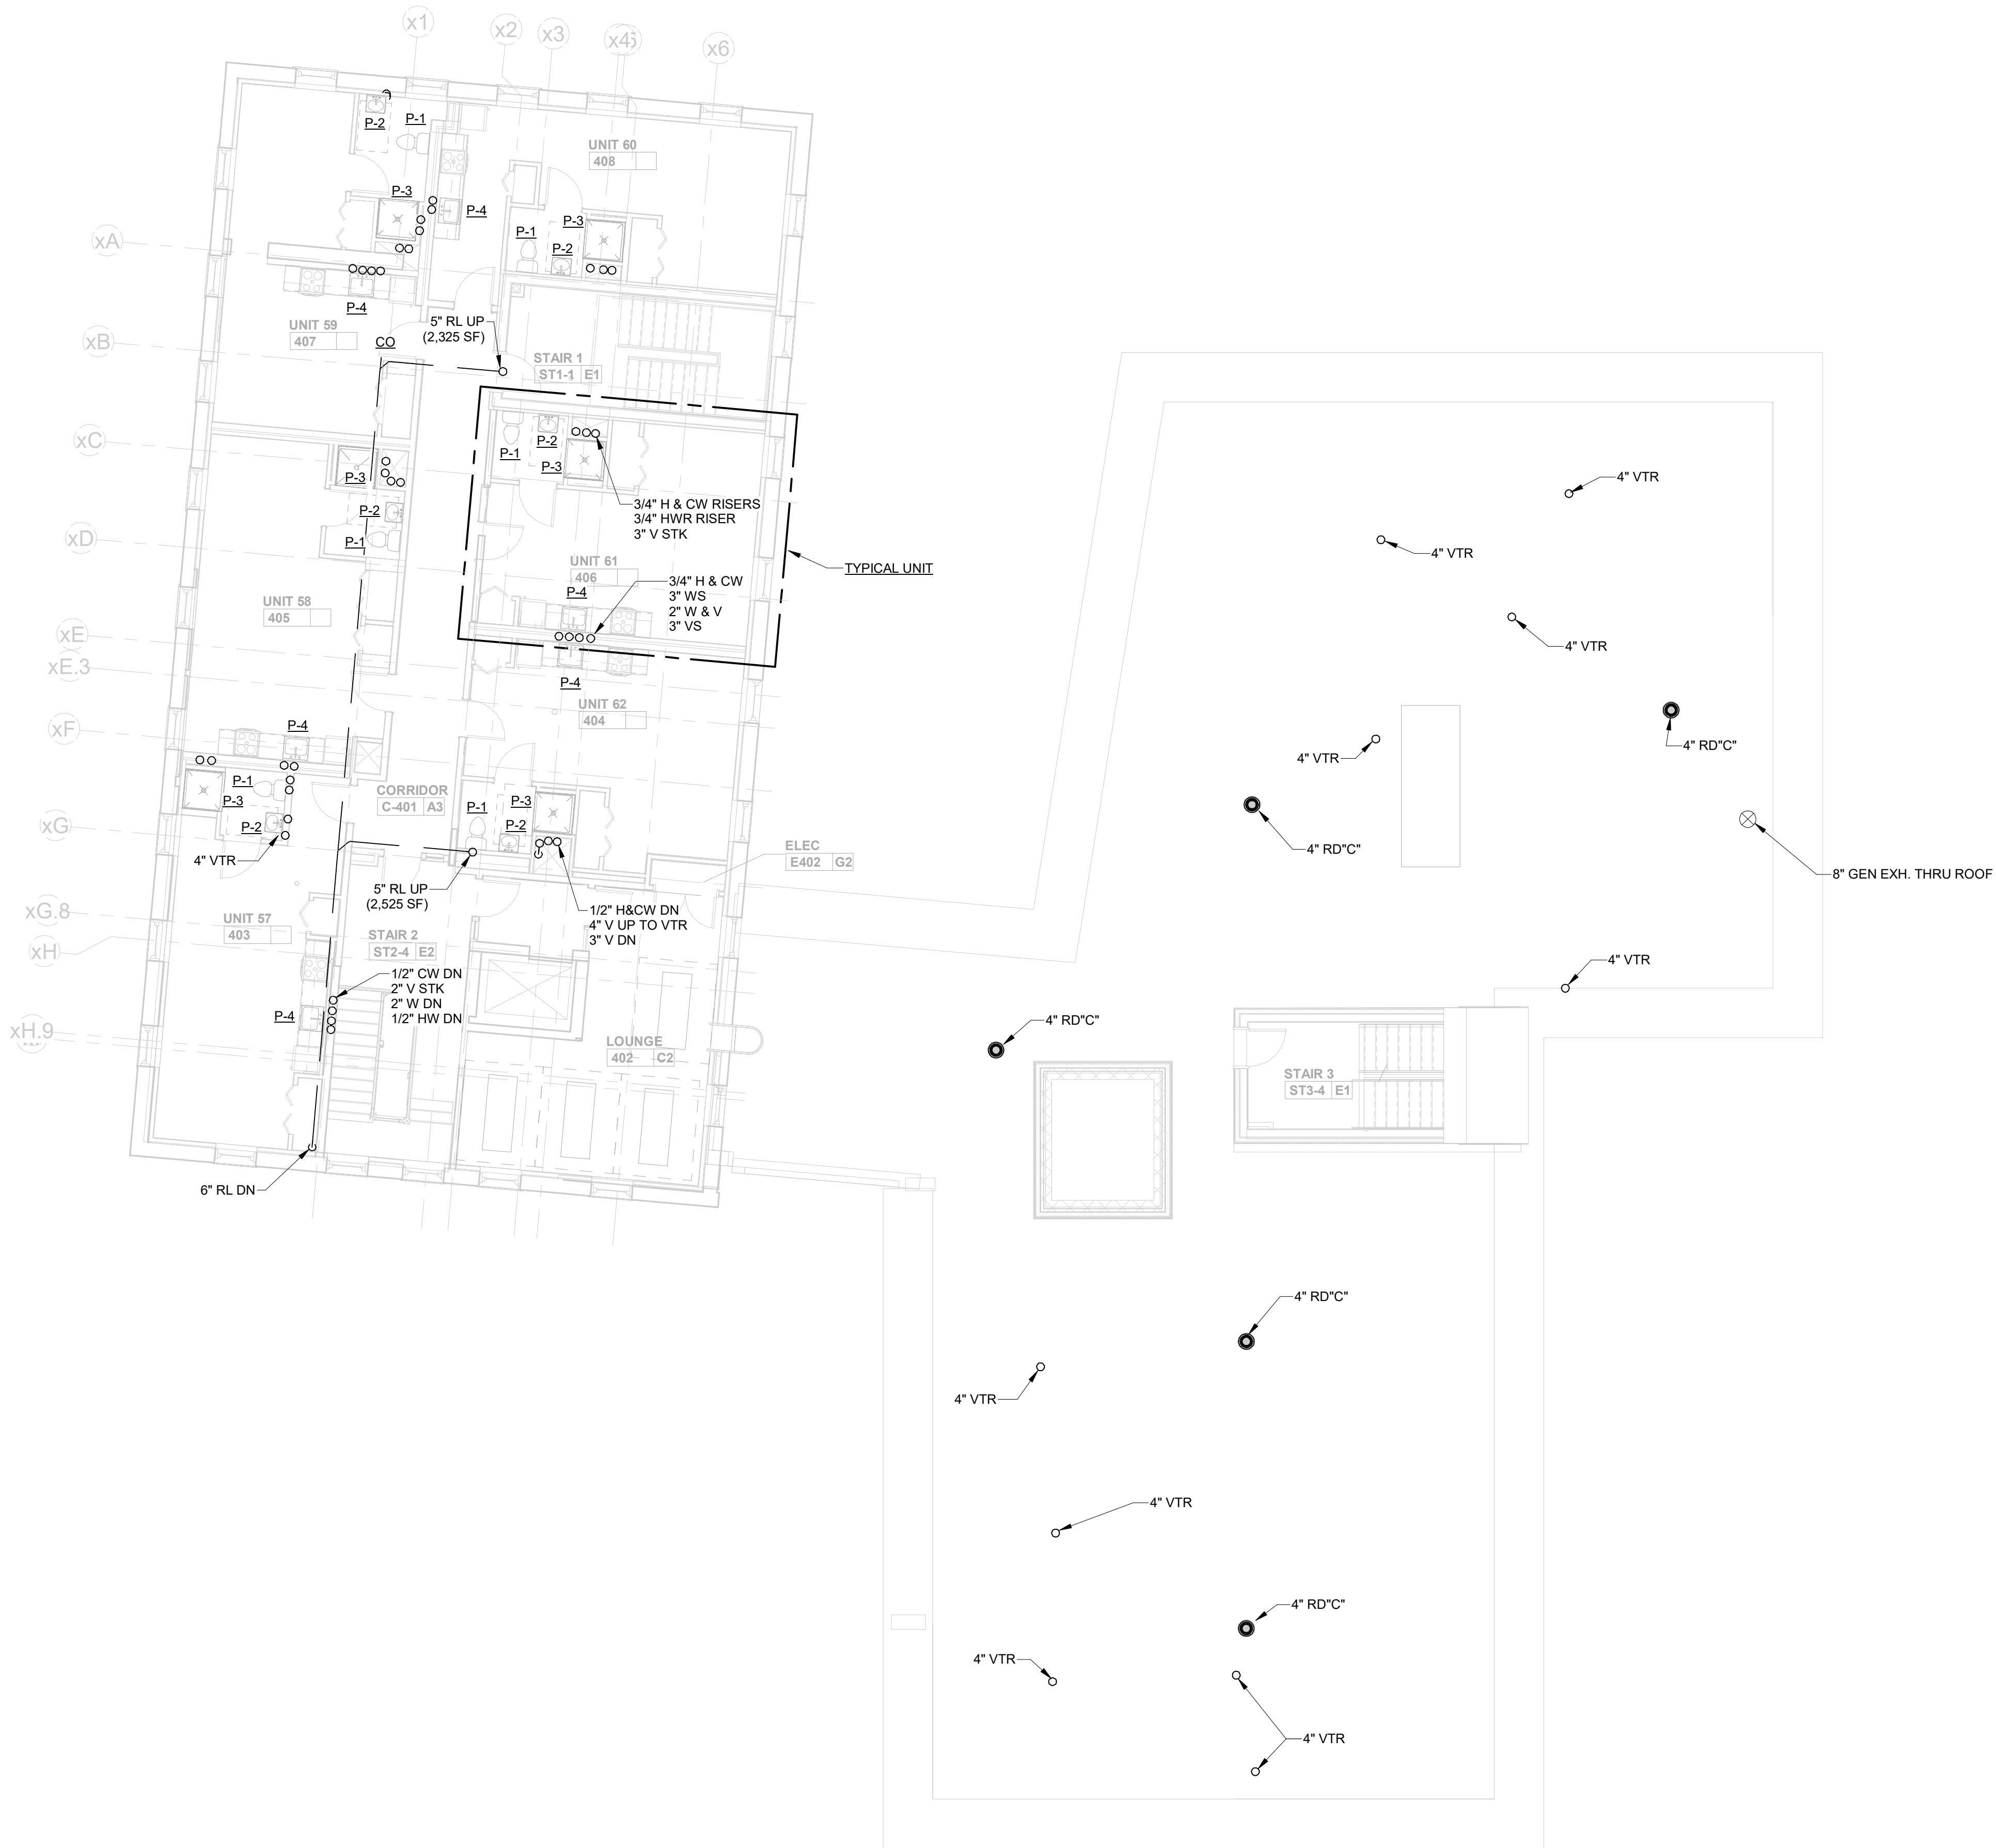 x1
x2
x3
x6
xA
xB
xC
xD
xE
xE.3
xF
xG
xG.8
xH
xH.9
P-2
P-1
P-3
P-4
UNIT 60
408
P-1
P-3
P-2
P-4
UNIT 59
407
CO
5" RL UP
(2,325 SF)
STAIR 1
ST1-1 E1
P-1
P-2
P-3
3/4" H & CW RISERS
3/4" HWR RISER
3" V STK
TYPICAL UNIT
UNIT 61
406
P-4
3/4" H & CW
3" WS
2" W & V
3" VS
P-3
P-2
P-1
UNIT 58
405
P-4
P-4
UNIT 62
404
P-1
P-3
P-2
4" VTR
CORRIDOR
C-401 A3
P-1
P-3
P-2
ELEC
E402 G2
5" RL UP
(2,525 SF)
1/2" H&CW DN
4" V UP TO VTR
3" V DN
UNIT 57
403
STAIR 2
ST2-4 E2
1/2" CW DN
2" V STK
2" W DN
1/2" HW DN
P-4
LOUNGE
402 C2
6" RL DN
4" VTR
4" VTR
4" VTR
4" RD"C"
4" VTR
4" RD"C"
8" GEN EXH. THRU ROOF
4" VTR
4" RD"C"
STAIR 3
ST3-4 E1
4" RD"C"
4" VTR
4" VTR
4" RD"C"
4" VTR
4" VTR